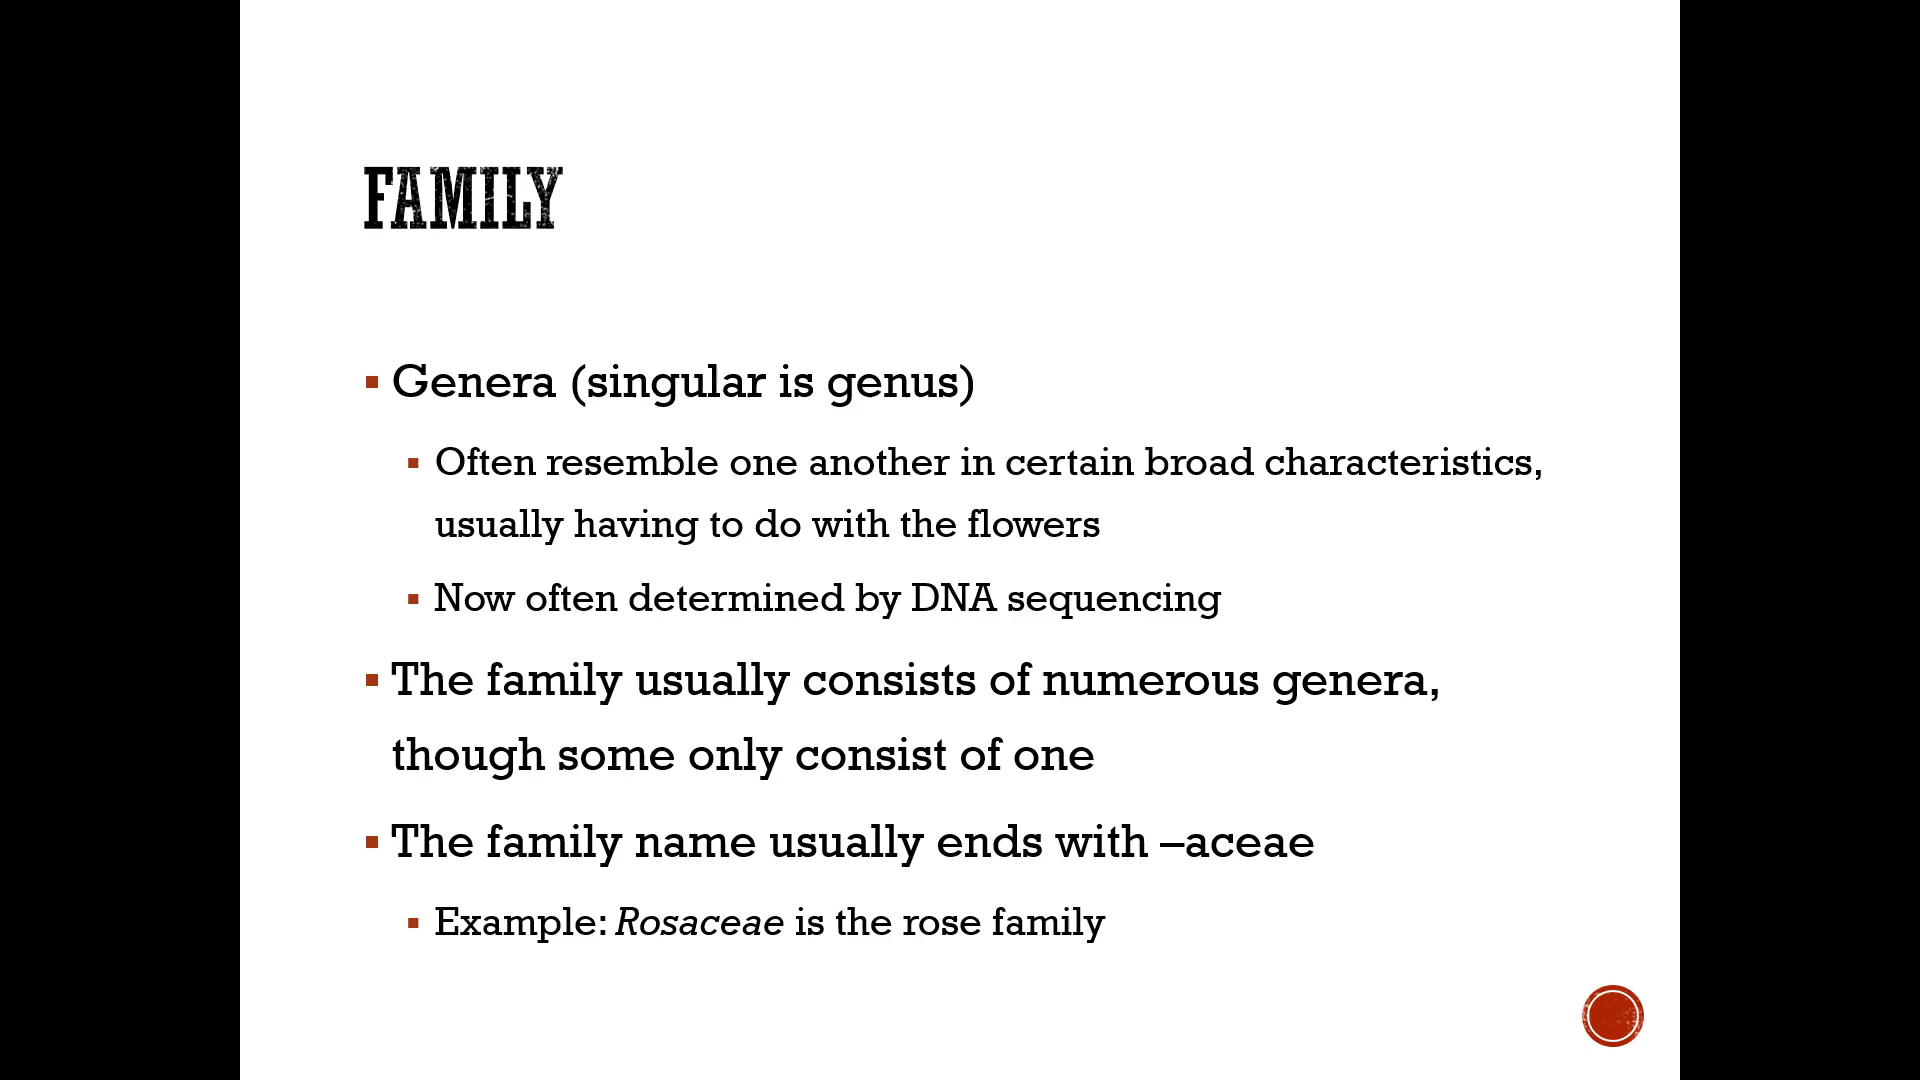 FAMILY
▪ Genera (singular is genus)
▪ Often resemble one another in certain broad characteristics,
usually having to do with the flowers
▪ Now often determined by DNA sequencing
▪ The family usually consists of numerous genera,
though some only consist of one
▪ The family name usually ends with –aceae
▪ Example: Rosaceae is the rose family